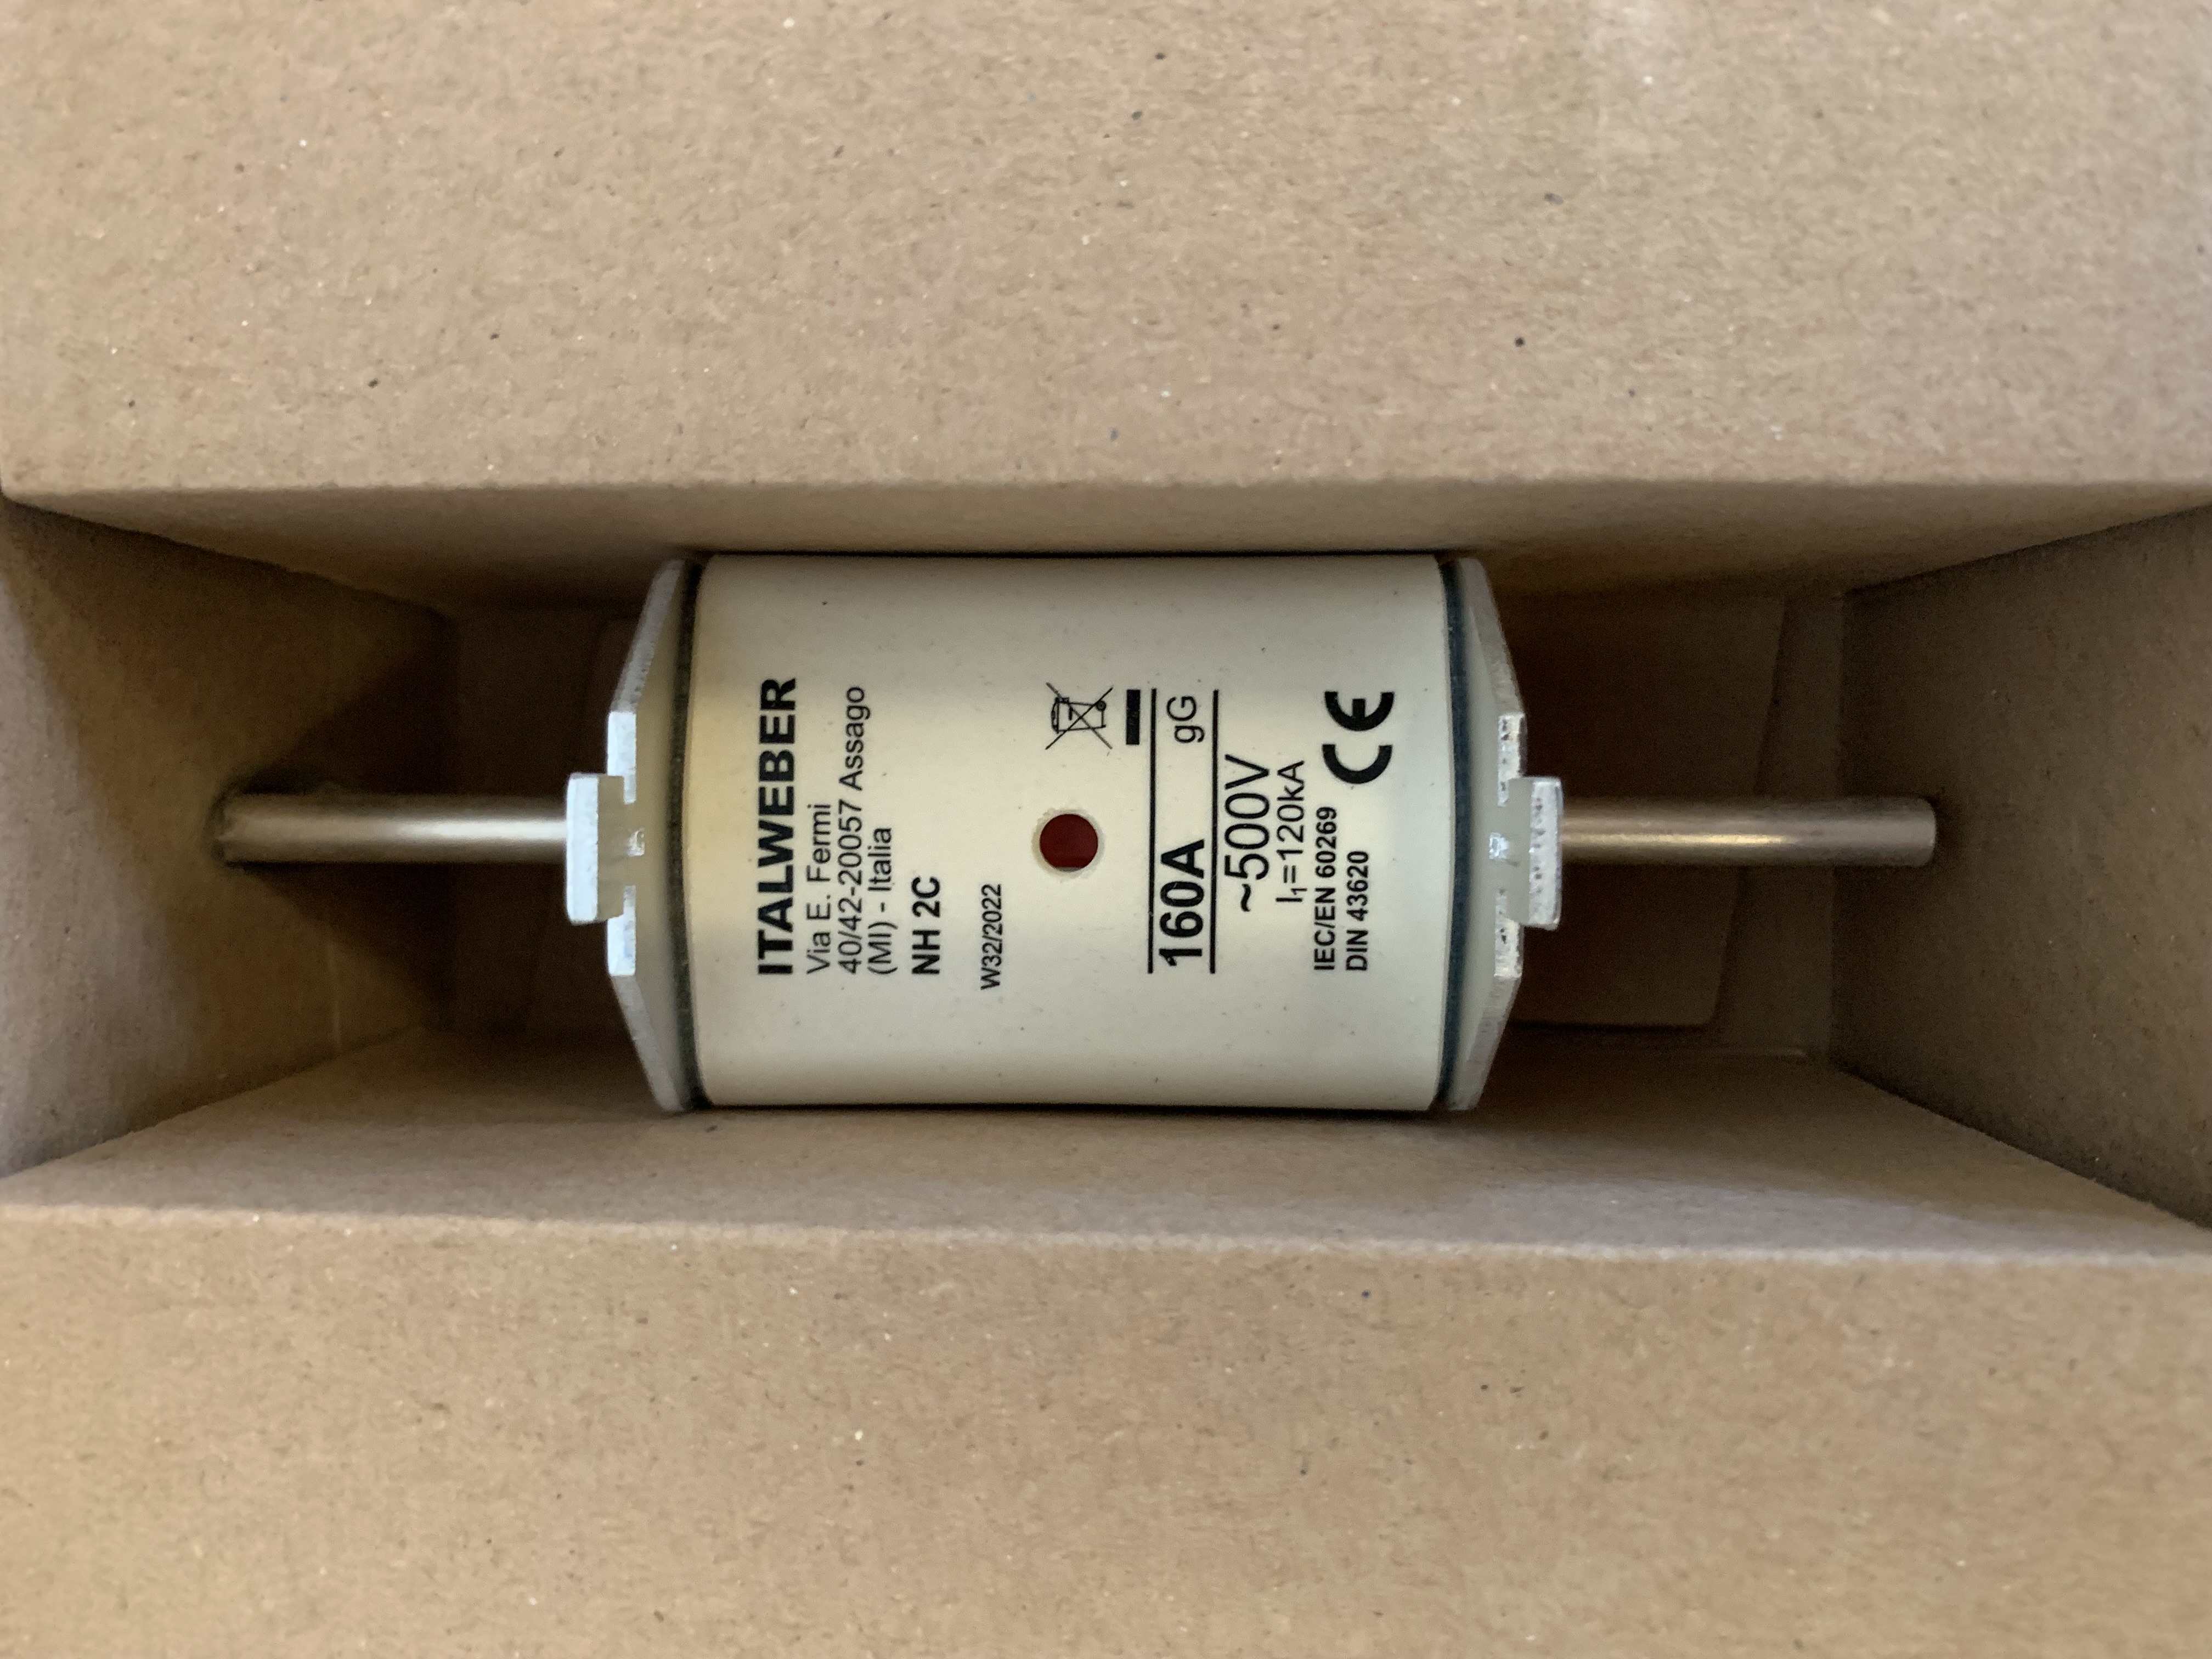 ITALWEBER
Via E. Fermi
40/42-20057 Assago
(MI) - Italia
NH 2C
W32/2022
160A gG
~500V
I₁=120kA
IEC/EN 60269
DIN 43620
CE